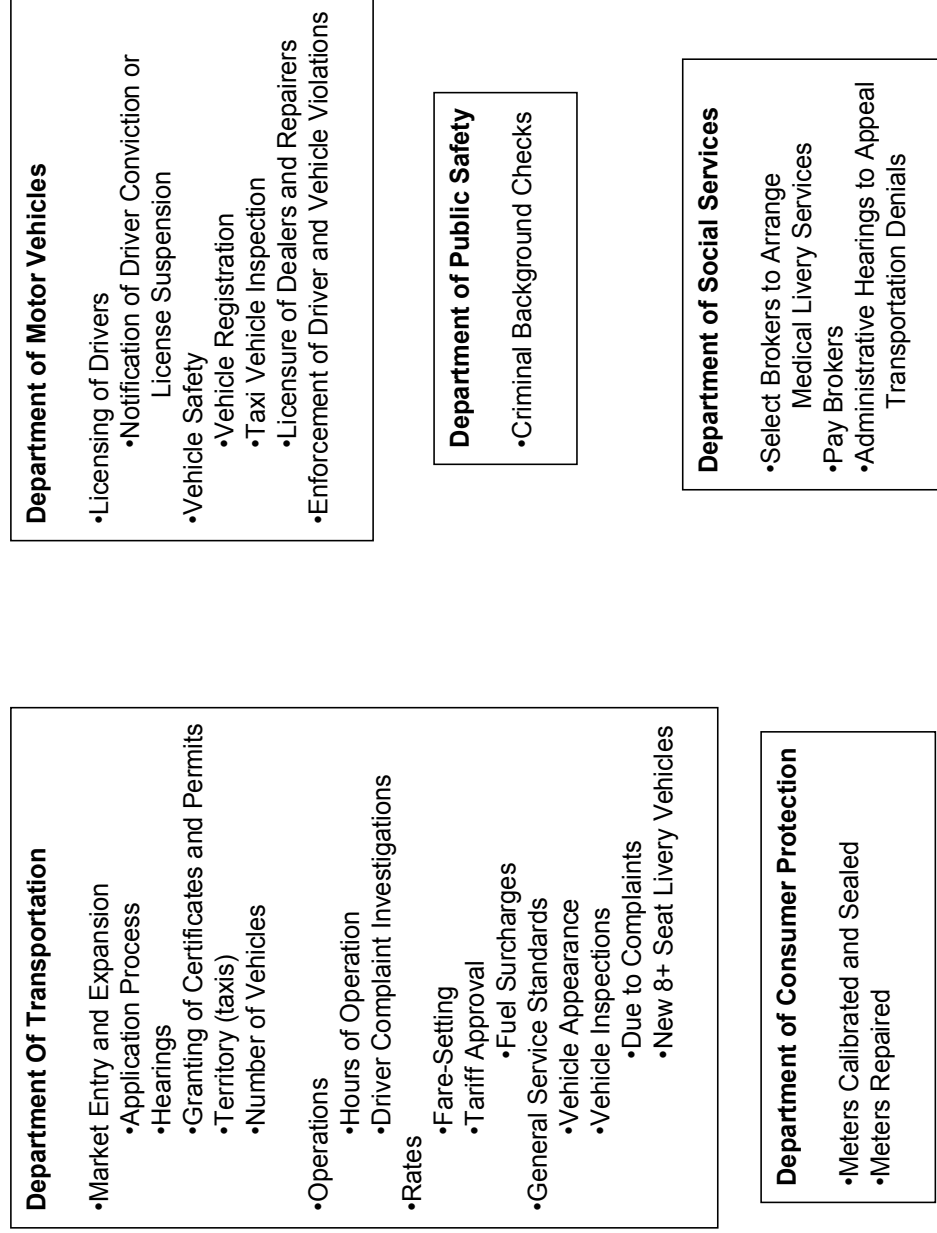 Department Of Transportation
•Market Entry and Expansion
•Application Process
•Hearings
•Granting of Certificates and Permits
•Territory (taxis)
•Number of Vehicles
•Operations
•Hours of Operation
•Driver Complaint Investigations
•Rates
•Fare-Setting
•Tariff Approval
•Fuel Surcharges
•General Service Standards
•Vehicle Appearance
•Vehicle Inspections
•Due to Complaints
•New 8+ Seat Livery Vehicles
Department of Consumer Protection
•Meters Calibrated and Sealed
•Meters Repaired
Department of Motor Vehicles
•Licensing of Drivers
•Notification of Driver Conviction or
License Suspension
•Vehicle Safety
•Vehicle Registration
•Taxi Vehicle Inspection
•Licensure of Dealers and Repairers
•Enforcement of Driver and Vehicle Violations
Department of Public Safety
•Criminal Background Checks
Department of Social Services
•Select Brokers to Arrange
Medical Livery Services
•Pay Brokers
•Administrative Hearings to Appeal
Transportation Denials